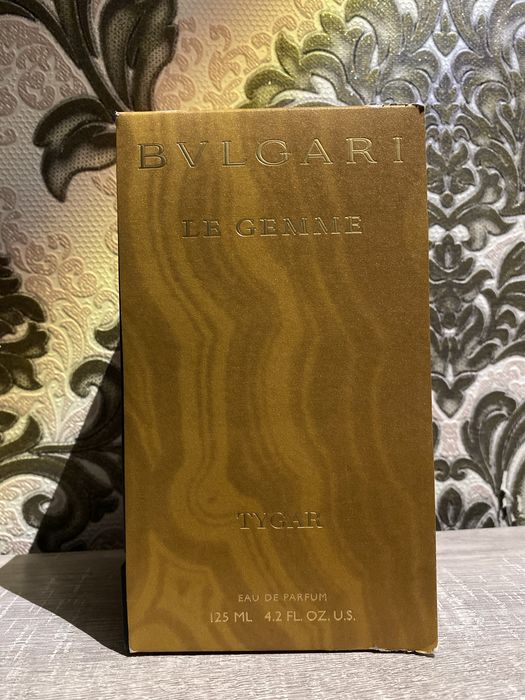 BVLGARI
LE GEMME
TYGAR
EAU DE PARFUM
125 ML 4.2 FL. OZ. U.S.